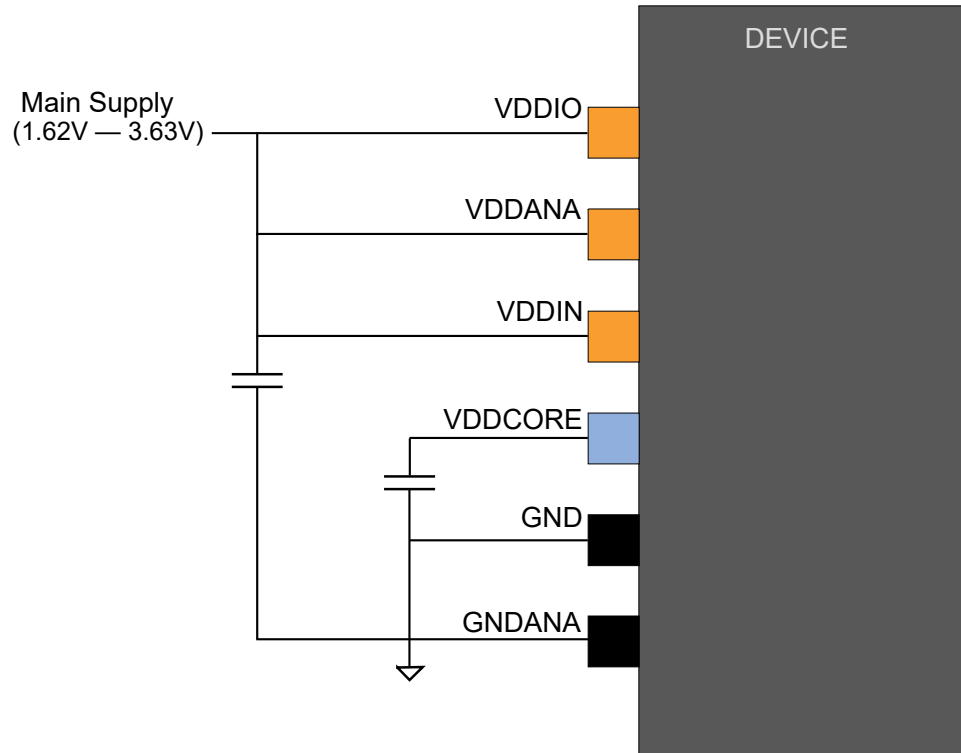 DEVICE
Main Supply
(1.62V — 3.63V)
VDDIO
VDDANA
VDDIN
VDDCORE
GND
GNDANA